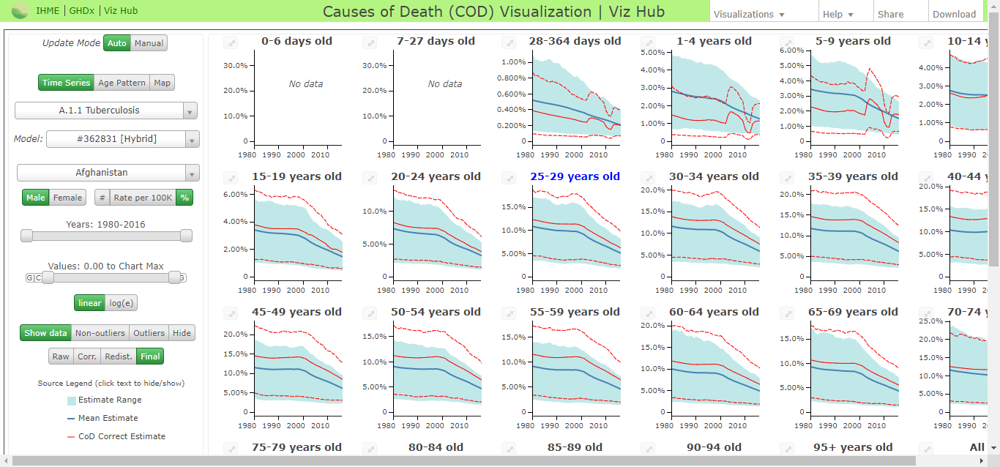 IHME | GHDx | Viz Hub
Causes of Death (COD) Visualization | Viz Hub
Visualizations ▼
Help ▼
Share
Download
Update Mode Auto Manual
Time Series Age Pattern Map
A.1.1 Tuberculosis
Model: #362831 [Hybrid]
Afghanistan
Male Female # Rate per 100K %
Years: 1980-2016
Values: 0.00 to Chart Max
G|C G
linear log(e)
Show data Non-outliers Outliers Hide
Raw Corr. Redist. Final
Source Legend (click text to hide/show)
Estimate Range
Mean Estimate
CoD Correct Estimate
0-6 days old
30.0%
20.0%
10.0%
0
No data
1980 1990 2000 2010
7-27 days old
30.0%
20.0%
10.0%
0
No data
1980 1990 2000 2010
28-364 days old
1.00%
0.800%
0.600%
0.400%
0.200%
0
1980 1990 2000 2010
1-4 years old
5.00%
4.00%
3.00%
2.00%
1.00%
0
1980 1990 2000 2010
5-9 years old
6.00%
5.00%
4.00%
3.00%
2.00%
1.00%
0
1980 1990 2000 2010
10-14 y
4.00%
3.00%
2.00%
1.00%
0
1980 1990
15-19 years old
6.00%
4.00%
2.00%
0
1980 1990 2000 2010
20-24 years old
10.0%
5.00%
0
1980 1990 2000 2010
25-29 years old
15.0%
10.0%
5.00%
0
1980 1990 2000 2010
30-34 years old
20.0%
15.0%
10.0%
5.00%
0
1980 1990 2000 2010
35-39 years old
20.0%
15.0%
10.0%
5.00%
0
1980 1990 2000 2010
40-44 y
20.0%
15.0%
10.0%
5.00%
0
1980 1990
45-49 years old
20.0%
15.0%
10.0%
5.00%
0
1980 1990 2000 2010
50-54 years old
15.0%
10.0%
5.00%
0
1980 1990 2000 2010
55-59 years old
15.0%
10.0%
5.00%
0
1980 1990 2000 2010
60-64 years old
20.0%
15.0%
10.0%
5.00%
0
1980 1990 2000 2010
65-69 years old
15.0%
10.0%
5.00%
0
1980 1990 2000 2010
70-74 y
25.0%
20.0%
15.0%
10.0%
5.00%
0
1980 1990
75-79 years old
80-84 old
85-89 old
90-94 old
95+ years old
All